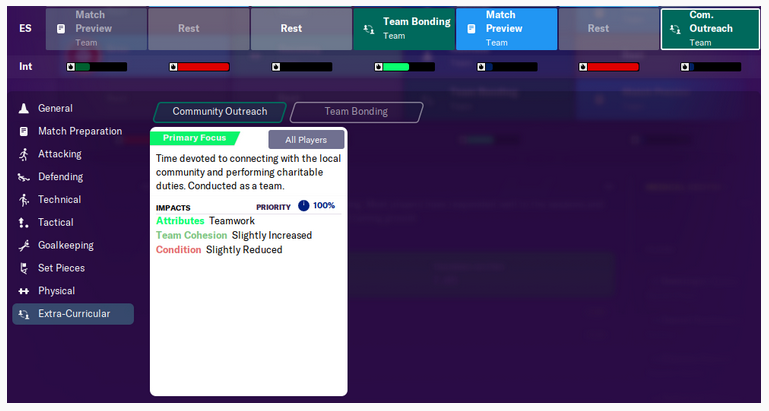 ES
Match
Preview
Team
Rest
Rest
Team Bonding
Team
Match
Preview
Team
Rest
Com.
Outreach
Team
Int
General
Match Preparation
Attacking
Defending
Technical
Tactical
Goalkeeping
Set Pieces
Physical
Extra-Curricular
Community Outreach
Team Bonding
Primary Focus
All Players
Time devoted to connecting with the local
community and performing charitable
duties. Conducted as a team.
IMPACTS PRIORITY 100%
Attributes Teamwork
Team Cohesion Slightly Increased
Condition Slightly Reduced